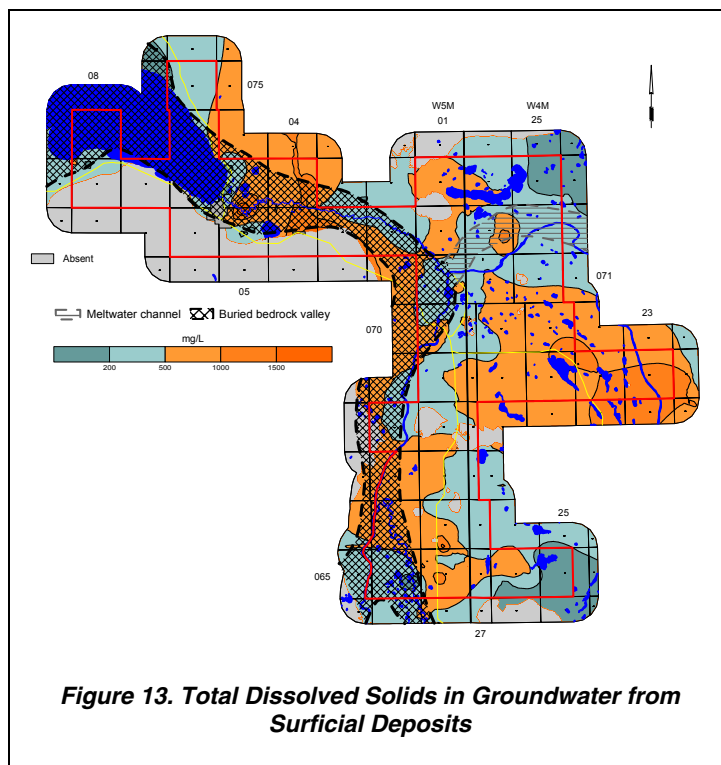 08
075
04
W5M
W4M
01
25
Absent
05
071
Meltwater channel
Buried bedrock valley
23
070
mg/L
200
500
1000
1500
25
065
27
Figure 13. Total Dissolved Solids in Groundwater from
Surficial Deposits